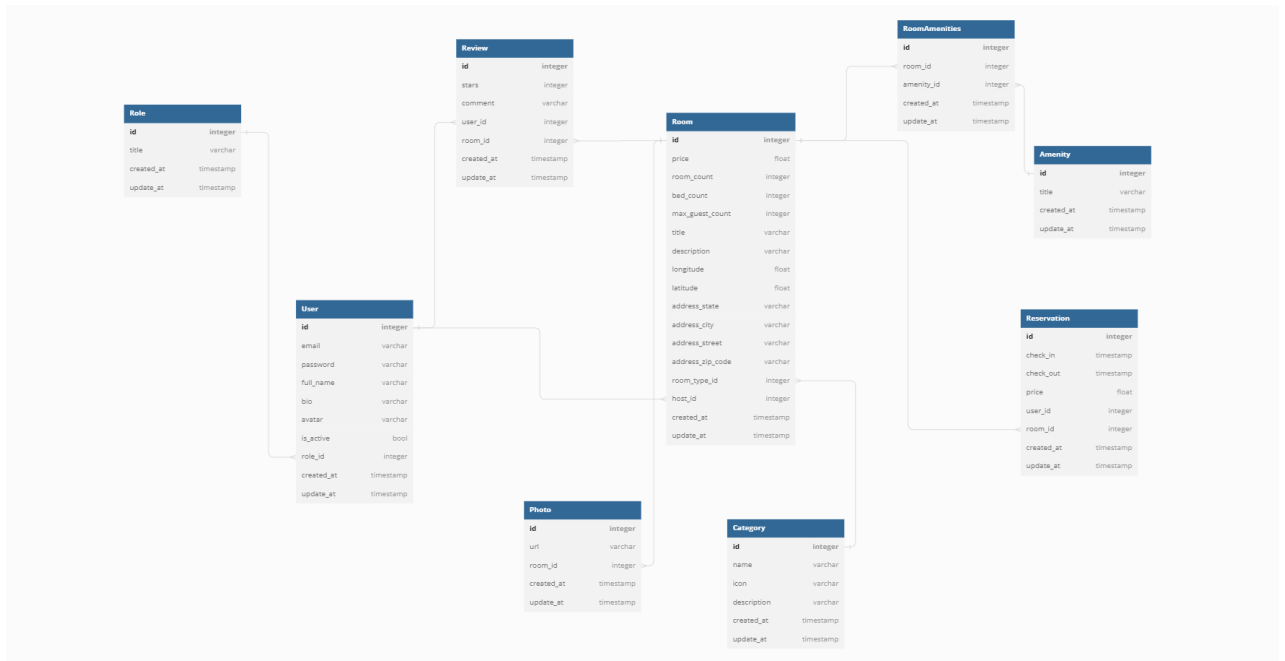 Role
id integer
title varchar
created_at timestamp
update_at timestamp
Review
id integer
stars integer
comment varchar
user_id integer
room_id integer
created_at timestamp
update_at timestamp
RoomAmenities
id integer
room_id integer
amenity_id integer
created_at timestamp
update_at timestamp
Room
id integer
price float
room_count integer
bed_count integer
max_guest_count integer
title varchar
description varchar
longitude float
latitude float
address_state varchar
address_city varchar
address_street varchar
address_zip_code varchar
room_type_id integer
host_id integer
created_at timestamp
update_at timestamp
Amenity
id integer
title varchar
created_at timestamp
update_at timestamp
User
id integer
email varchar
password varchar
full_name varchar
bio varchar
avatar varchar
is_active bool
role_id integer
created_at timestamp
update_at timestamp
Reservation
id integer
check_in timestamp
check_out timestamp
price float
user_id integer
room_id integer
created_at timestamp
update_at timestamp
Photo
id integer
url varchar
room_id integer
created_at timestamp
update_at timestamp
Category
id integer
name varchar
icon varchar
description varchar
created_at timestamp
update_at timestamp